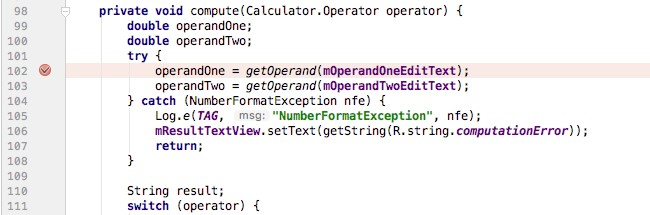 98 private void compute(Calculator.Operator operator) {
99 double operandOne;
100 double operandTwo;
101 try {
102 operandOne = getOperand(mOperandOneEditText);
103 operandTwo = getOperand(mOperandTwoEditText);
104 } catch (NumberFormatException nfe) {
105 Log.e(TAG, msg: "NumberFormatException", nfe);
106 mResultTextView.setText(getString(R.string.computationError));
107 return;
108 }
109
110 String result;
111 switch (operator) {